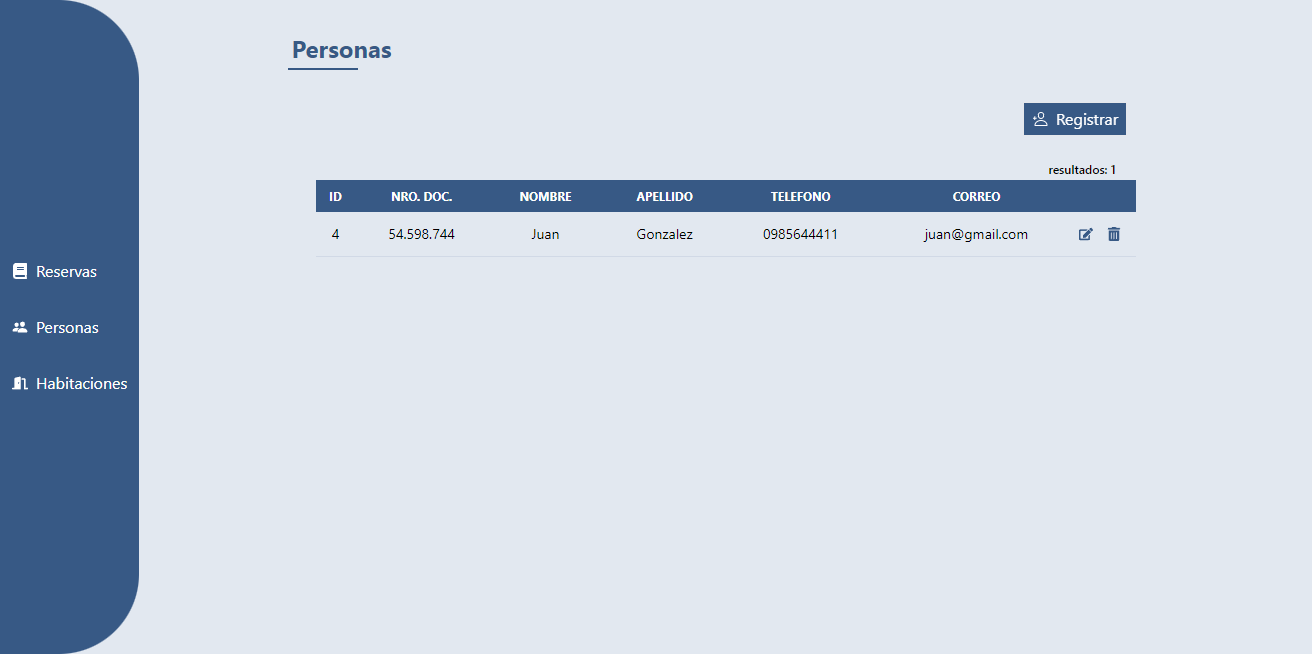 Personas
Registrar
resultados: 1
ID NRO. DOC. NOMBRE APELLIDO TELEFONO CORREO
4 54.598.744 Juan Gonzalez 0985644411 juan@gmail.com
Reservas
Personas
Habitaciones